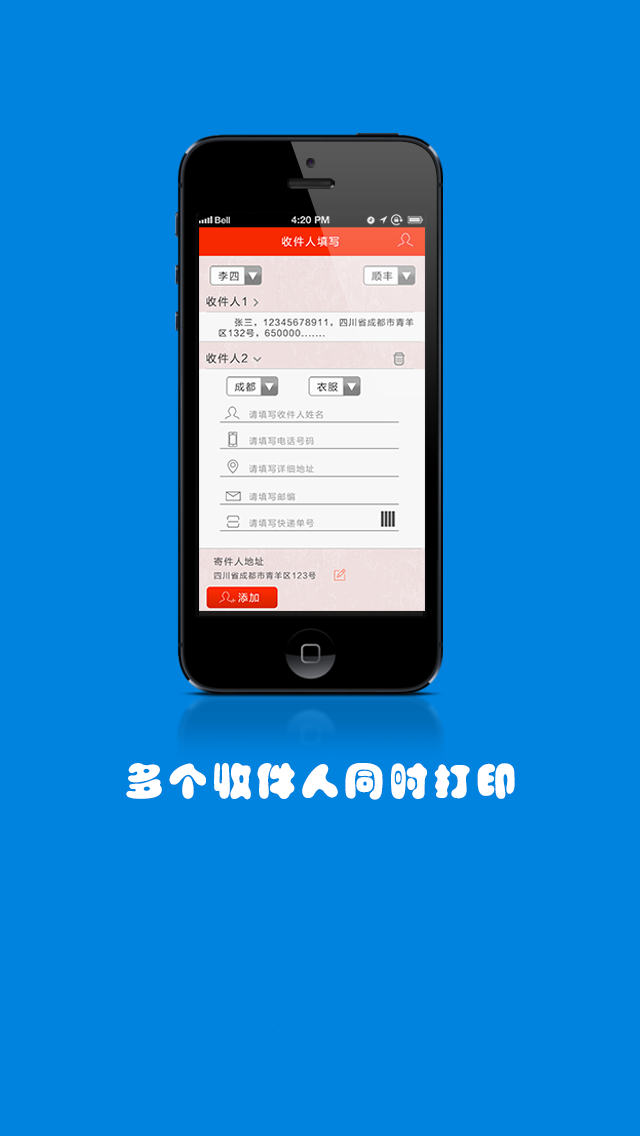 Bell 4:20 PM
收件人填写
李四 顺丰
收件人1
张三，12345678911，四川省成都市青羊
区132号，650000.......
收件人2
成都 衣服
请填写收件人姓名
请填写电话号码
请填写详细地址
请填写邮编
请填写快递单号
寄件人地址
四川省成都市青羊区123号
添加
多个收件人同时打印